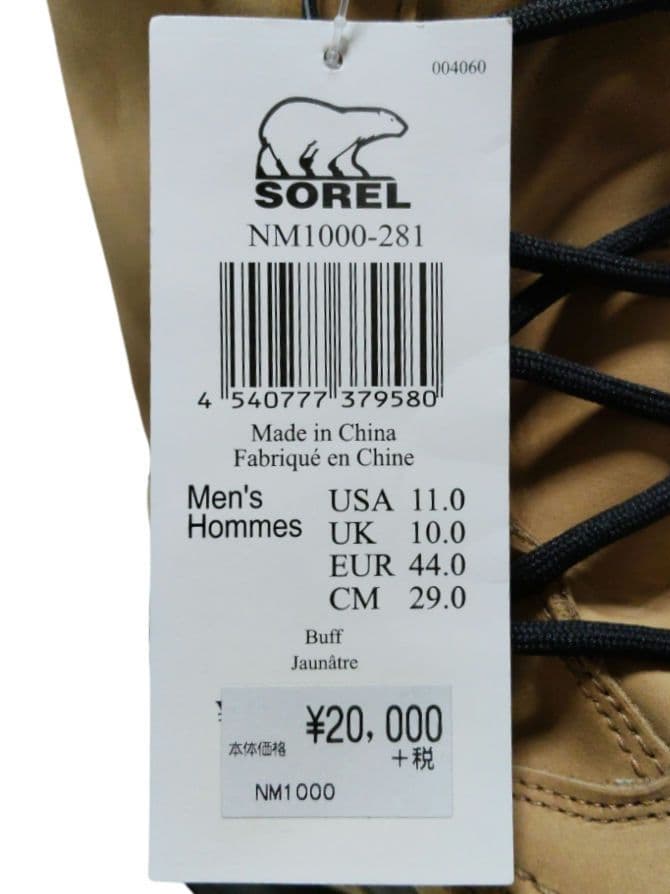 004060
SOREL
NM1000-281
4 540777 379580
Made in China
Fabriqué en Chine
Men's
Hommes
USA 11.0
UK 10.0
EUR 44.0
CM 29.0
Buff
Jaunâtre
¥20,000
本体価格
+税
NM1000